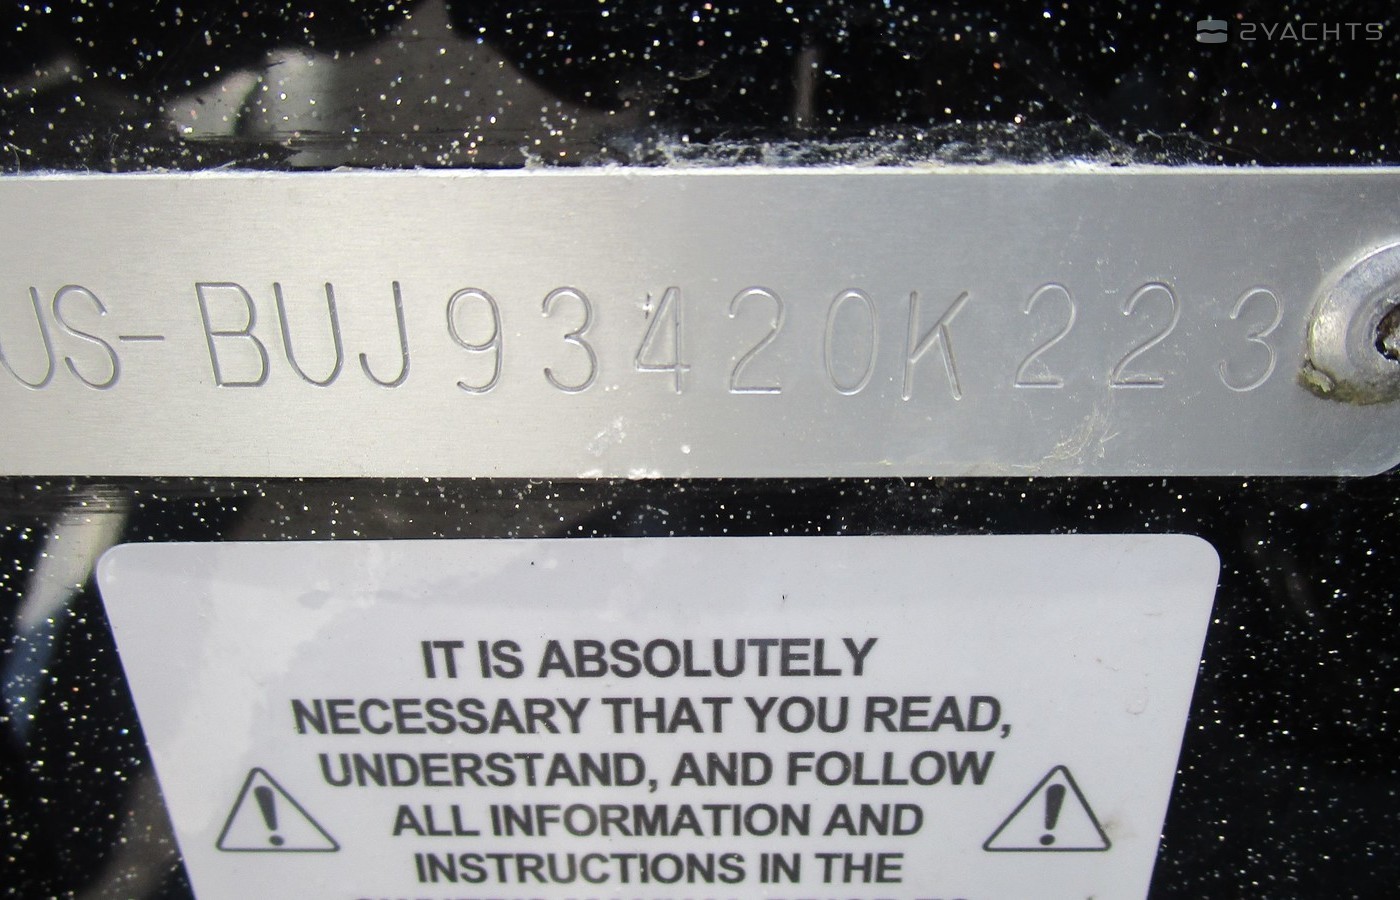 2YACHTS
US-BUJ93420K223
IT IS ABSOLUTELY
NECESSARY THAT YOU READ,
UNDERSTAND, AND FOLLOW
ALL INFORMATION AND
INSTRUCTIONS IN THE